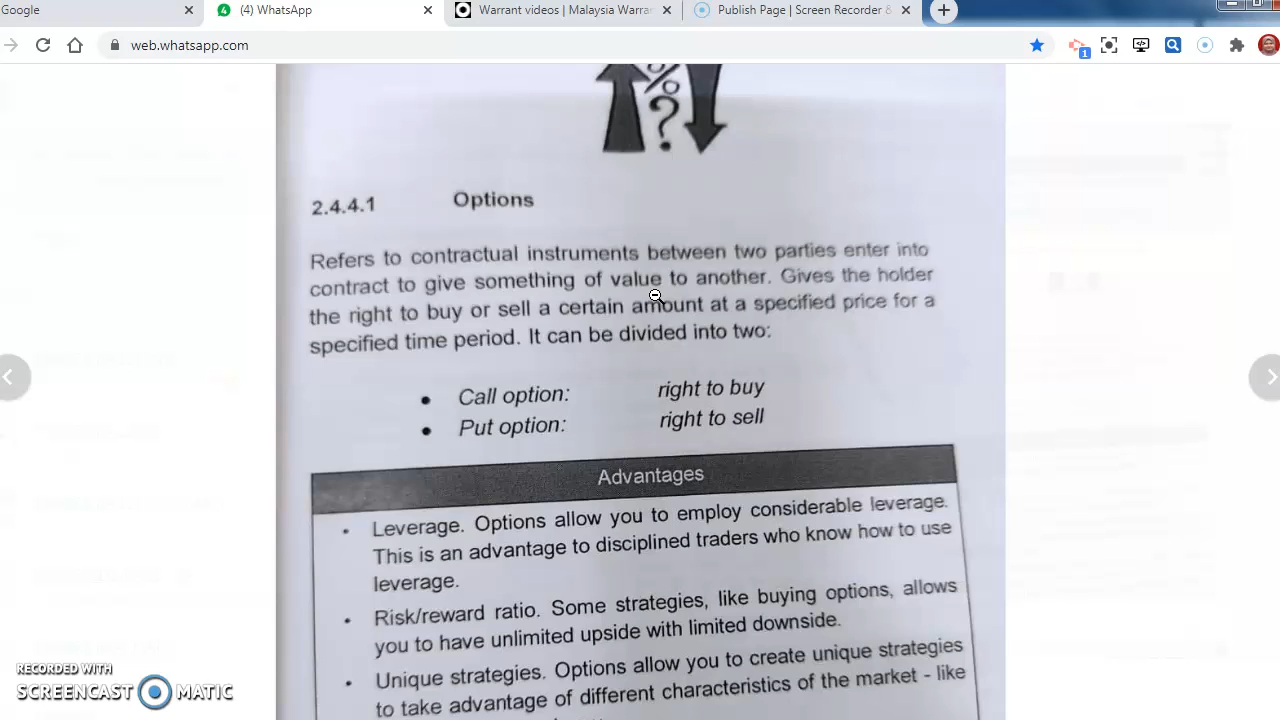 Google
(4) WhatsApp
Warrant videos | Malaysia Warra
Publish Page | Screen Recorder &
web.whatsapp.com
1
%
?
2.4.4.1 Options
Refers to contractual instruments between two parties enter into
contract to give something of value to another. Gives the holder
the right to buy or sell a certain amount at a specified price for a
specified time period. It can be divided into two:
• Call option: right to buy
• Put option: right to sell
Advantages
• Leverage. Options allow you to employ considerable leverage.
This is an advantage to disciplined traders who know how to use
leverage.
• Risk/reward ratio. Some strategies, like buying options, allows
you to have unlimited upside with limited downside.
• Unique strategies. Options allow you to create unique strategies
to take advantage of different characteristics of the market - like
RECORDED WITH
SCREENCAST MATIC